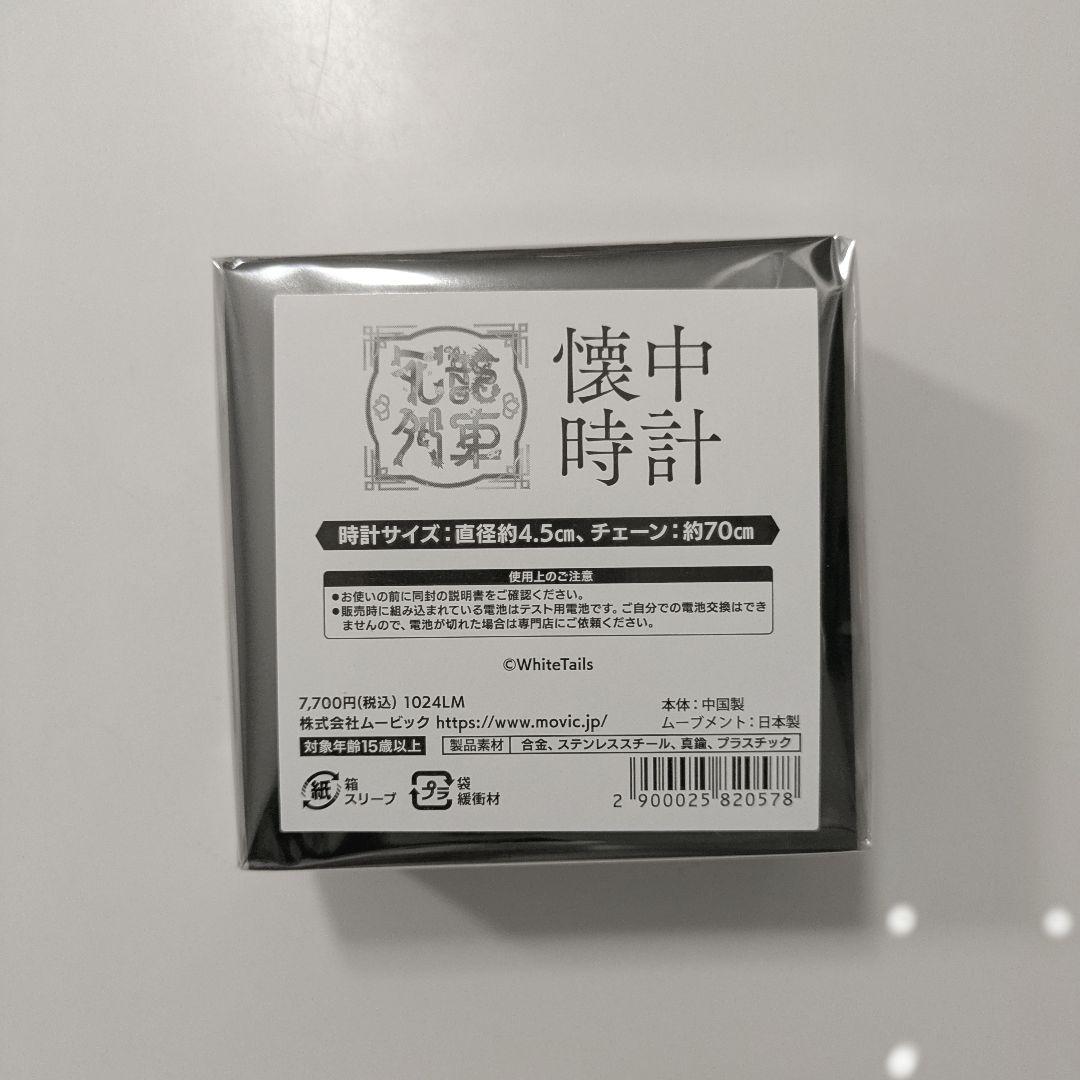 九龍
列車
懐中
時計
時計サイズ：直径約4.5㎝、チェーン：約70㎝
使用上のご注意
●お使いの前に同封の説明書をご確認ください。
●販売時に組み込まれている電池はテスト用電池です。ご自分での電池交換はでき
ませんので、電池が切れた場合は専門店にご依頼ください。
©WhiteTails
7,700円(税込) 1024LM
株式会社ムービック https://www.movic.jp/
本体：中国製
ムーブメント：日本製
対象年齢15歳以上
製品素材 合金、ステンレススチール、真鍮、プラスチック
紙 箱
スリーブ
プラ 袋
緩衝材
2 900025 820578